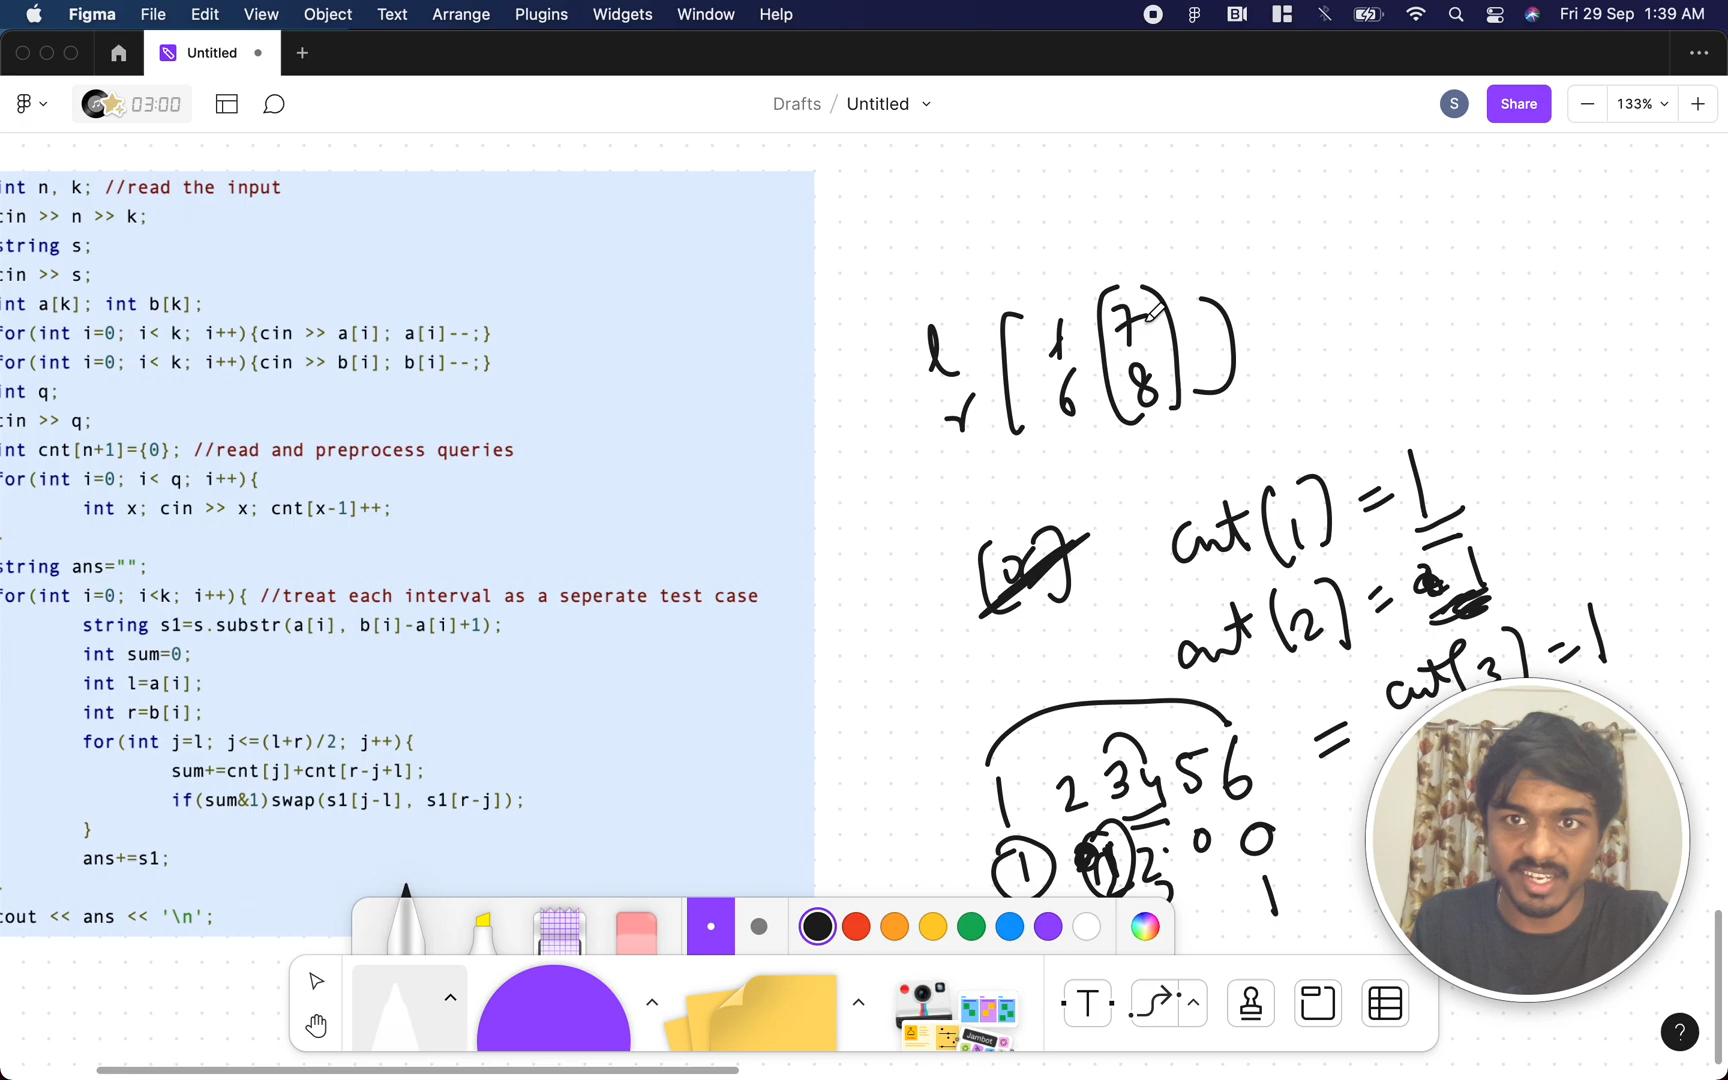 Figma File Edit View Object Text Arrange Plugins Widgets Window Help Fri 29 Sep 1:39 AM
Untitled
03:00 Drafts / Untitled S Share 133%
int n, k; //read the input
cin >> n >> k;
string s;
cin >> s;
int a[k]; int b[k];
for(int i=0; i< k; i++){cin >> a[i]; a[i]--;}
for(int i=0; i< k; i++){cin >> b[i]; b[i]--;}
int q;
cin >> q;
int cnt[n+1]={0}; //read and preprocess queries
for(int i=0; i< q; i++){
int x; cin >> x; cnt[x-1]++;
string ans="";
for(int i=0; i<k; i++){ //treat each interval as a seperate test case
string s1=s.substr(a[i], b[i]-a[i]+1);
int sum=0;
int l=a[i];
int r=b[i];
for(int j=l; j<=(l+r)/2; j++){
sum+=cnt[j]+cnt[r-j+l];
if(sum&1)swap(s1[j-l], s1[r-j]);
}
ans+=s1;
cout << ans << '\n';
l [ 1 [ 7 ] ]
r 6 8
cnt[1] = 1
cnt[2] = 1
cnt[3] = 1
1 2 3 4 5 6 =
1 2 0 0
1
T
Jambot
?